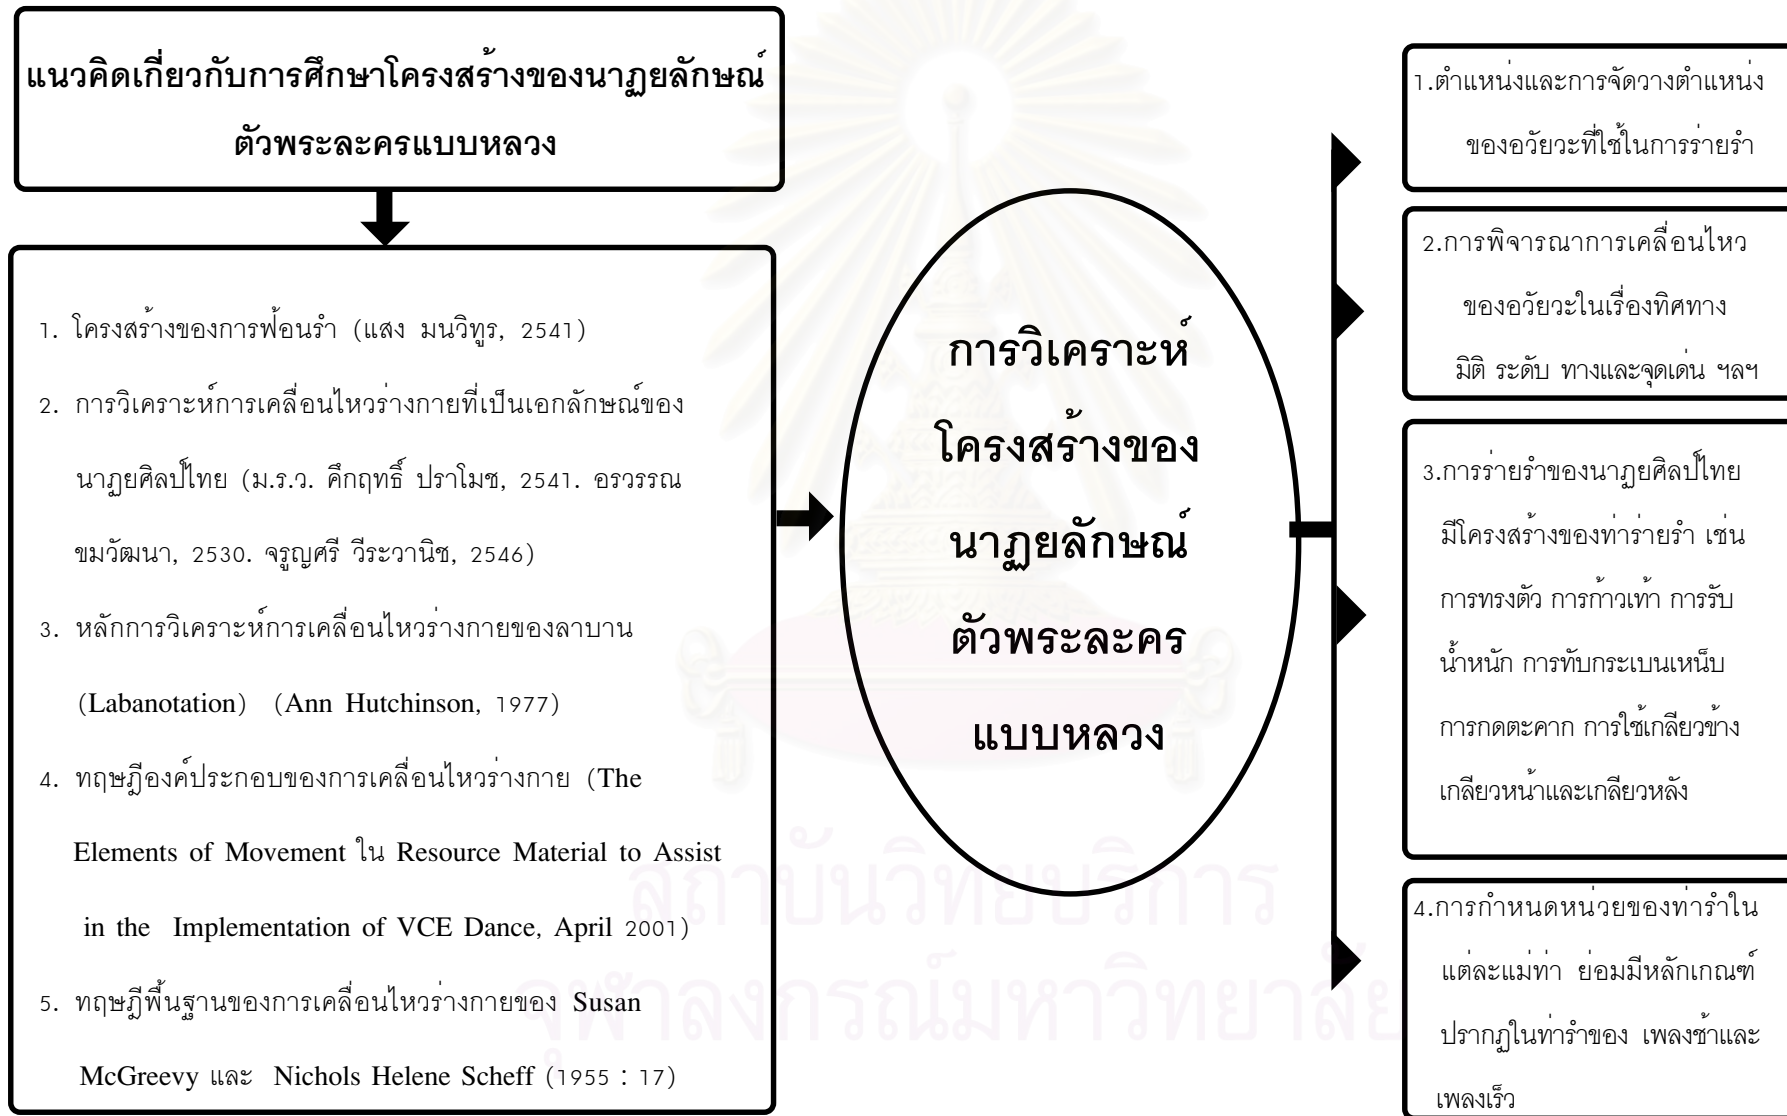 แนวคิดเกี่ยวกับการศึกษาโครงสร้างของนาฏยลักษณ์
ตัวพระละครแบบหลวง
1. โครงสร้างของการฟ้อนรำ (แสง มนวิทูร, 2541)
2. การวิเคราะห์การเคลื่อนไหวร่างกายที่เป็นเอกลักษณ์ของ
นาฏยศิลป์ไทย (ม.ร.ว. คึกฤทธิ์ ปราโมช, 2541. อรวรรณ
ขมวัฒนา, 2530. จรูญศรี วีระวานิช, 2546)
3. หลักการวิเคราะห์การเคลื่อนไหวร่างกายของลาบาน
(Labanotation) (Ann Hutchinson, 1977)
4. ทฤษฎีองค์ประกอบของการเคลื่อนไหวร่างกาย (The
Elements of Movement ใน Resource Material to Assist
in the Implementation of VCE Dance, April 2001)
5. ทฤษฎีพื้นฐานของการเคลื่อนไหวร่างกายของ Susan
McGreevy และ Nichols Helene Scheff (1955 : 17)
การวิเคราะห์
โครงสร้างของ
นาฏยลักษณ์
ตัวพระละคร
แบบหลวง
1.ตำแหน่งและการจัดวางตำแหน่ง
ของอวัยวะที่ใช้ในการร่ายรำ
2.การพิจารณาการเคลื่อนไหว
ของอวัยวะในเรื่องทิศทาง
มิติ ระดับ ทางและจุดเด่น ฯลฯ
3.การร่ายรำของนาฏยศิลป์ไทย
มีโครงสร้างของท่าร่ายรำ เช่น
การทรงตัว การก้าวเท้า การรับ
น้ำหนัก การทับกระเบนเหน็บ
การกดตะคาก การใช้เกลียวข้าง
เกลียวหน้าและเกลียวหลัง
4.การกำหนดหน่วยของท่ารำใน
แต่ละแม่ท่า ย่อมมีหลักเกณฑ์
ปรากฏในท่ารำของ เพลงช้าและ
เพลงเร็ว
สถาบันวิทยบริการ
จุฬาลงกรณ์มหาวิทยาลัย